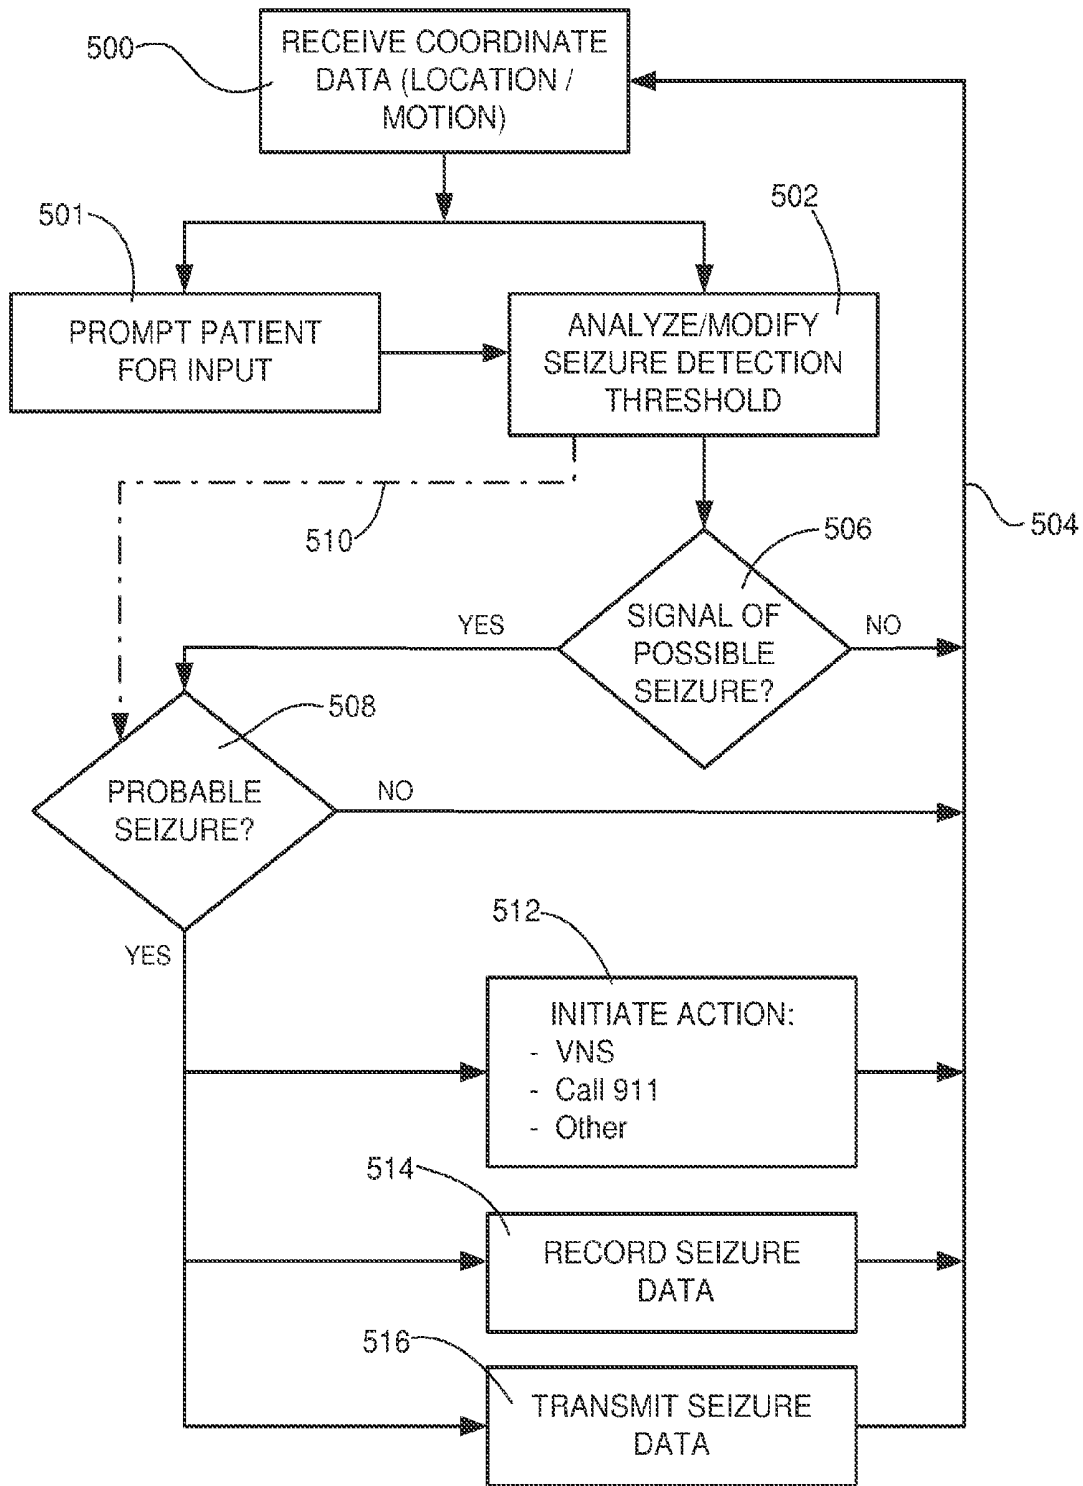 500
RECEIVE COORDINATE
DATA (LOCATION /
MOTION)
501
502
PROMPT PATIENT
FOR INPUT
ANALYZE/MODIFY
SEIZURE DETECTION
THRESHOLD
510
504
506
YES
SIGNAL OF
POSSIBLE
SEIZURE?
NO
508
PROBABLE
SEIZURE?
NO
YES
512
INITIATE ACTION:
- VNS
- Call 911
- Other
514
RECORD SEIZURE
DATA
516
TRANSMIT SEIZURE
DATA